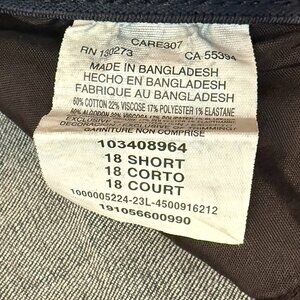 CARE307
RN 130273 CA 55394
MADE IN BANGLADESH
HECHO EN BANGLADESH
FABRIQUE AU BANGLADESH
60% COTTON 22% VISCOSE 17% POLYESTER 1% ELASTANE
GARNITURE NON COMPRISE
103408964
18 SHORT
18 CORTO
18 COURT
1000005224-23L-4500916212
191056600990